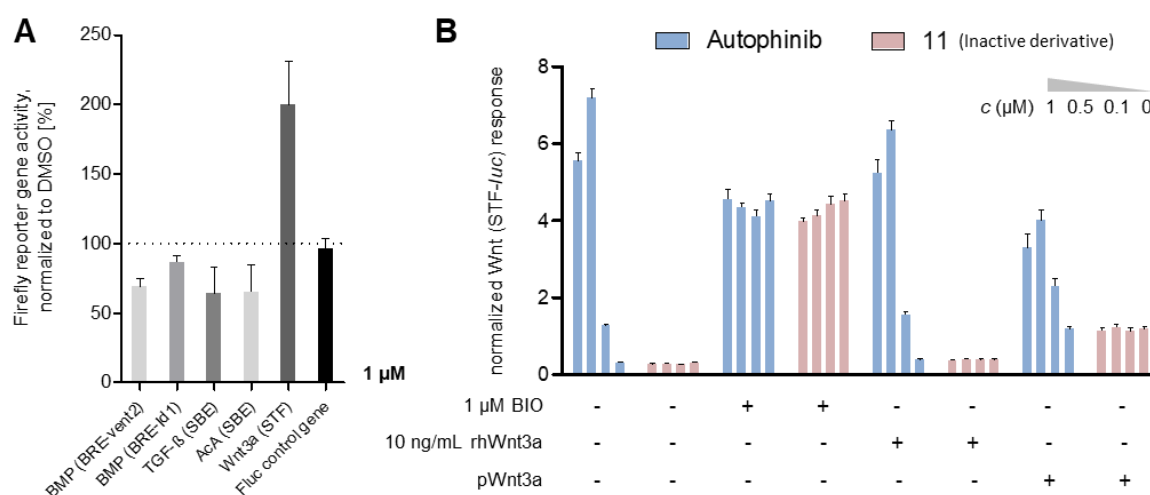 A
Firefly reporter gene activity,
normalized to DMSO [%]
250
200
150
100
50
0
1 µM
BMP (BRE-vent2)
BMP (BRE-Id1)
TGF-ß (SBE)
AcA (SBE)
Wnt3a (STF)
Fluc control gene
B
Autophinib
11 (Inactive derivative)
c (µM) 1 0.5 0.1 0
normalized Wnt (STF-luc) response
8
6
4
2
0
1 µM BIO - - + + - - - -
10 ng/mL rhWnt3a - - - - + + - -
pWnt3a - - - - - - + +